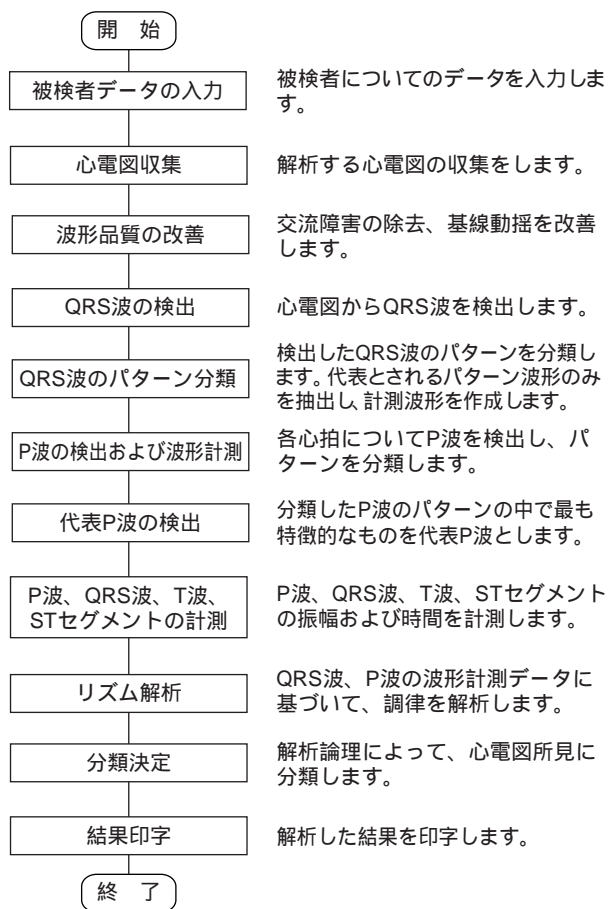 開　始
被検者データの入力
被検者についてのデータを入力しま
す。
心電図収集
解析する心電図の収集をします。
波形品質の改善
交流障害の除去、基線動揺を改善
します。
QRS波の検出
心電図からQRS波を検出します。
QRS波のパターン分類
検出したQRS波のパターンを分類し
ます。代表とされるパターン波形のみ
を抽出し、計測波形を作成します。
P波の検出および波形計測
各心拍についてP波を検出し、パ
ターンを分類します。
代表P波の検出
分類したP波のパターンの中で最も
特徴的なものを代表P波とします。
P波、QRS波、T波、
STセグメントの計測
P波、QRS波、T波、STセグメント
の振幅および時間を計測します。
リズム解析
QRS波、P波の波形計測データに
基づいて、調律を解析します。
分類決定
解析論理によって、心電図所見に
分類します。
結果印字
解析した結果を印字します。
終　了